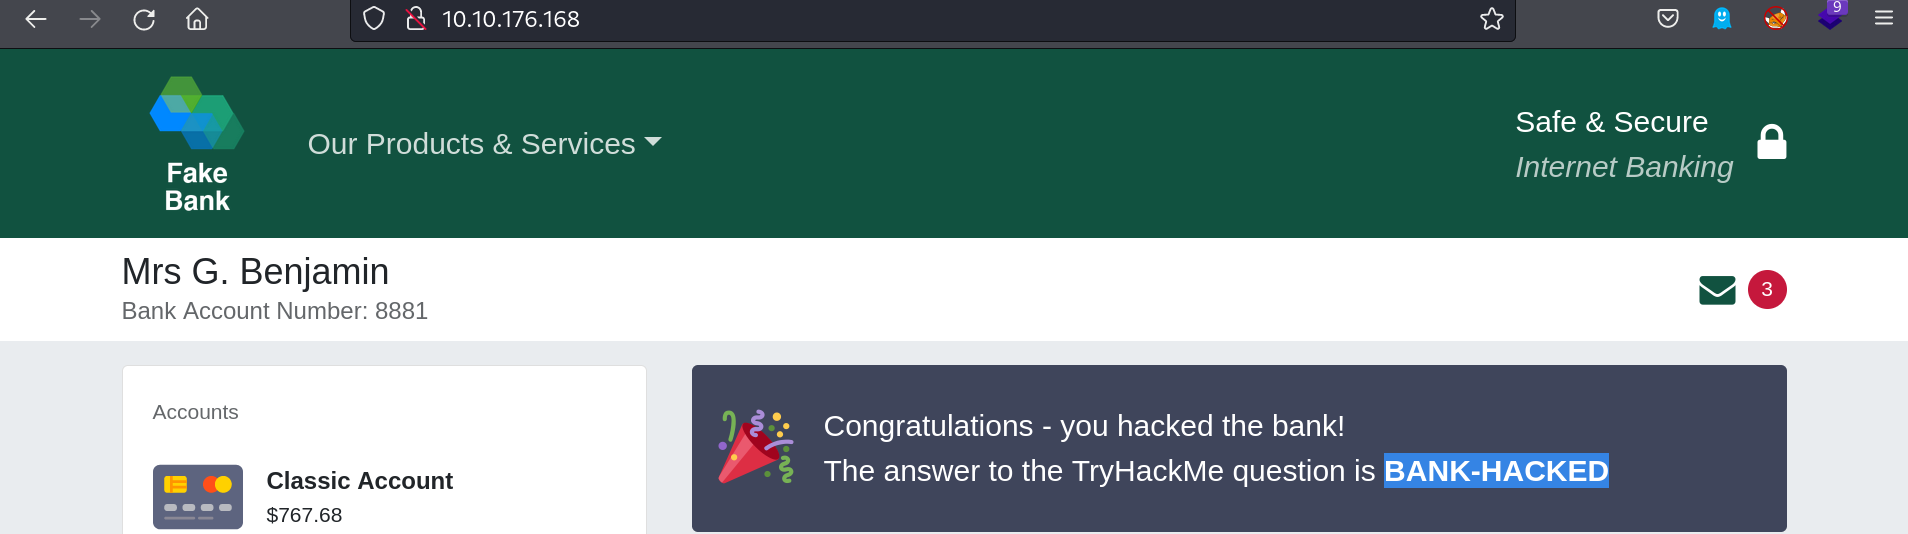 10.10.176.168
9
Fake
Bank
Our Products & Services
Safe & Secure
Internet Banking
Mrs G. Benjamin
Bank Account Number: 8881
3
Accounts
Classic Account
$767.68
Congratulations - you hacked the bank!
The answer to the TryHackMe question is BANK-HACKED